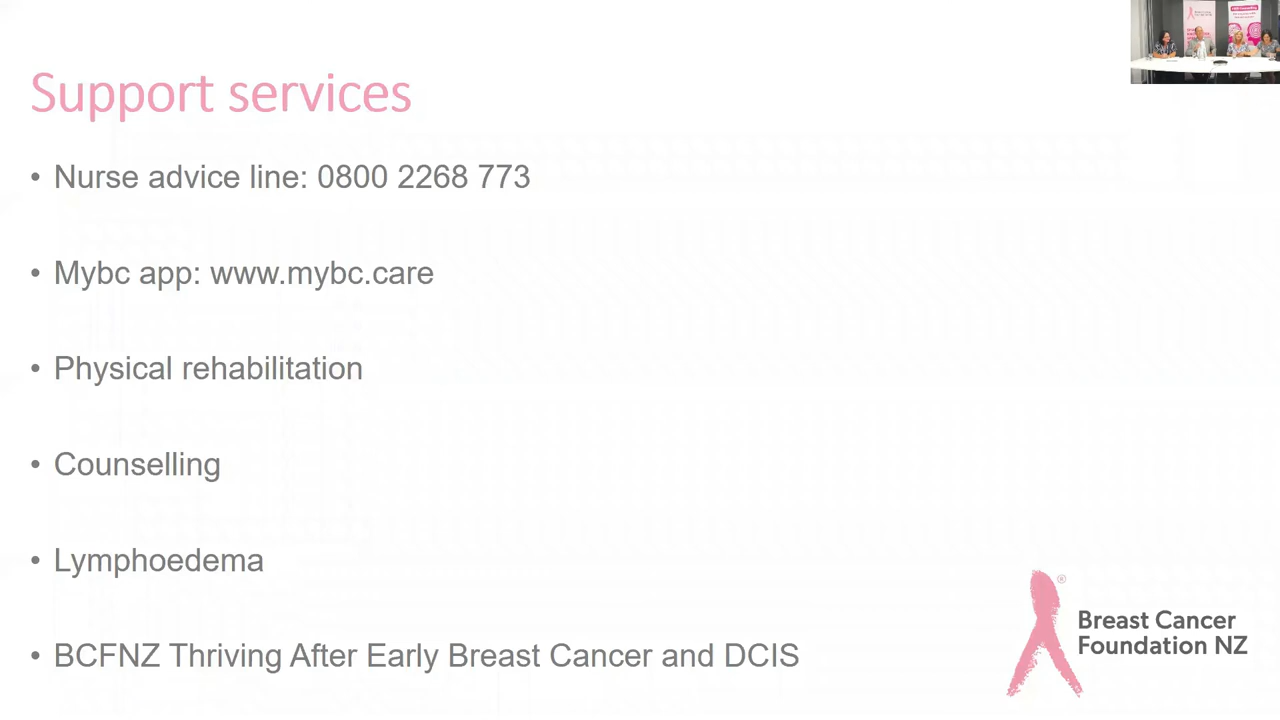 Support services
• Nurse advice line: 0800 2268 773
• Mybc app: www.mybc.care
• Physical rehabilitation
• Counselling
• Lymphoedema
• BCFNZ Thriving After Early Breast Cancer and DCIS
®
Breast Cancer
Foundation NZ